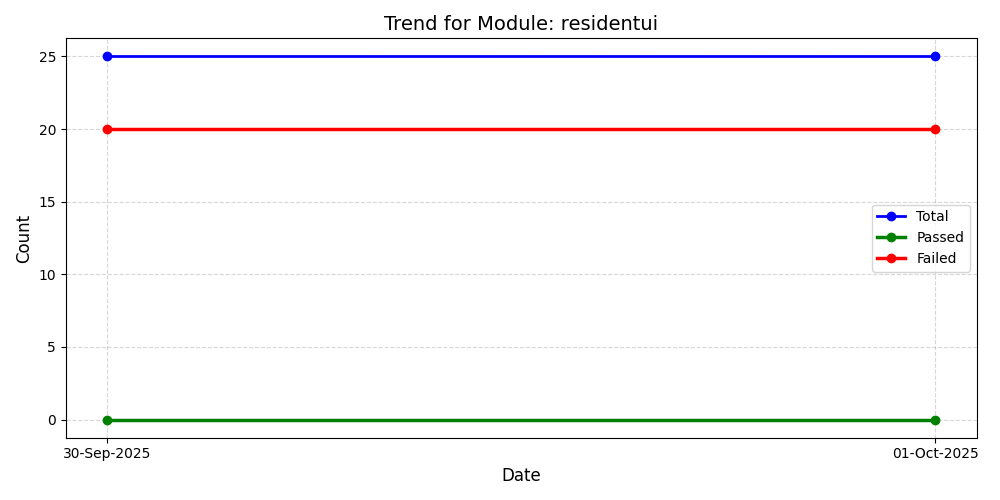 Trend for Module: residentui
Count
25
20
15
10
5
0
Total
Passed
Failed
30-Sep-2025
01-Oct-2025
Date